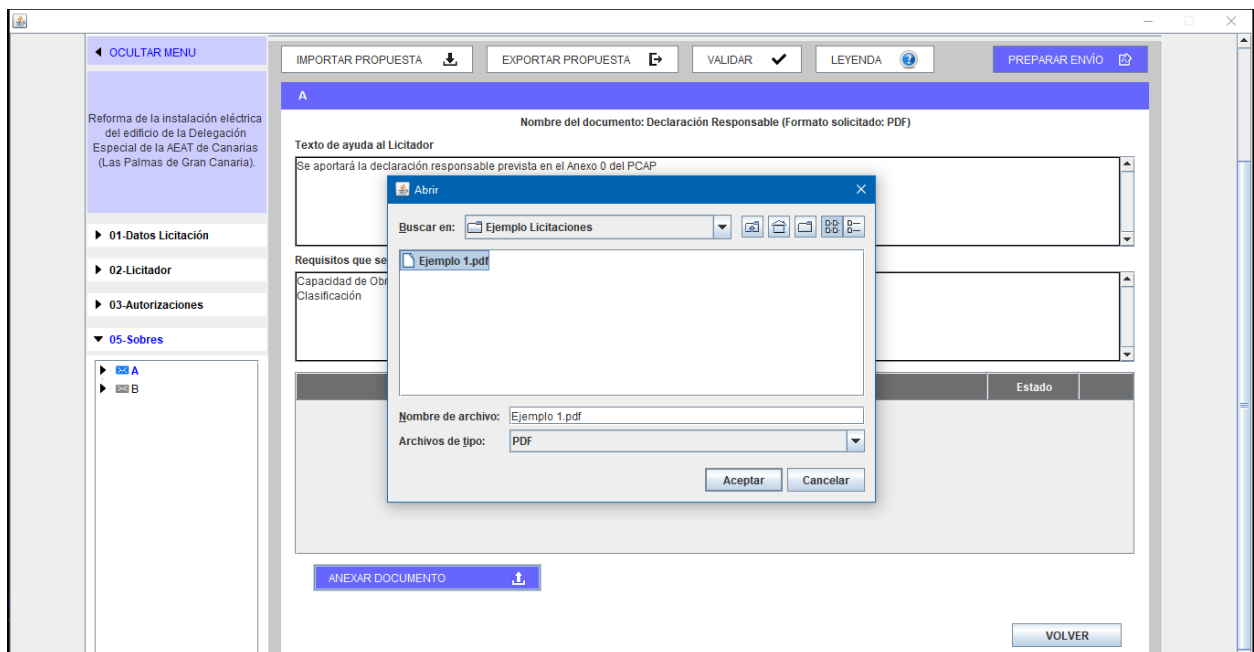 OCULTAR MENU
IMPORTAR PROPUESTA
EXPORTAR PROPUESTA
VALIDAR
LEYENDA
PREPARAR ENVÍO
Reforma de la instalación eléctrica
del edificio de la Delegación
Especial de la AEAT de Canarias
(Las Palmas de Gran Canaria).
01-Datos Licitación
02-Licitador
03-Autorizaciones
05-Sobres
A
B
A
Nombre del documento: Declaración Responsable (Formato solicitado: PDF)
Texto de ayuda al Licitador
Se aportará la declaración responsable prevista en el Anexo 0 del PCAP
Requisitos que se
Capacidad de Obr
Clasificación
Estado
Abrir
Buscar en: Ejemplo Licitaciones
Ejemplo 1.pdf
Nombre de archivo: Ejemplo 1.pdf
Archivos de tipo: PDF
Aceptar
Cancelar
ANEXAR DOCUMENTO
VOLVER